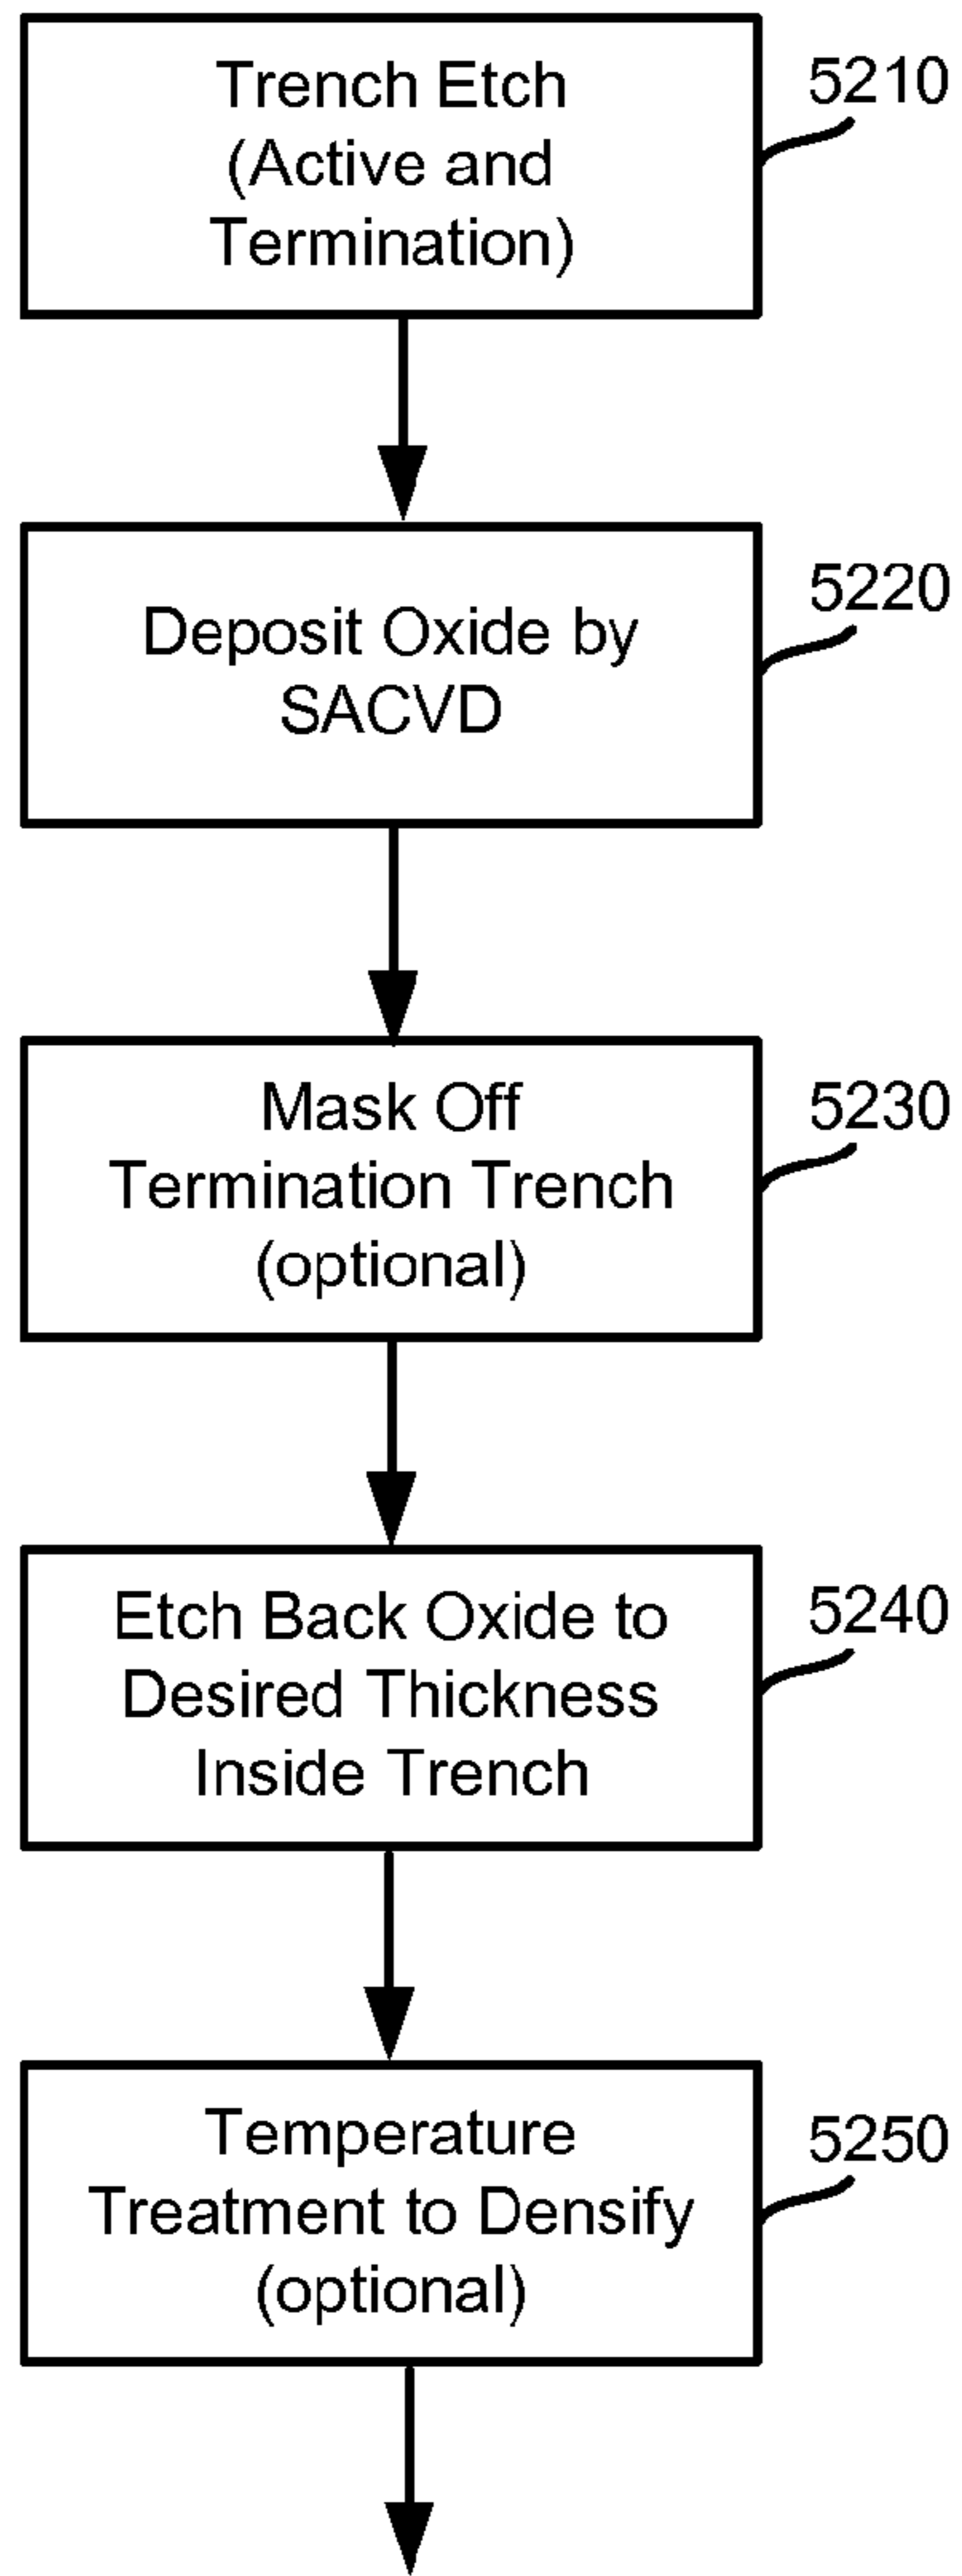 Trench Etch
(Active and
Termination)
5210
Deposit Oxide by
SACVD
5220
Mask Off
Termination Trench
(optional)
5230
Etch Back Oxide to
Desired Thickness
Inside Trench
5240
Temperature
Treatment to Densify
(optional)
5250